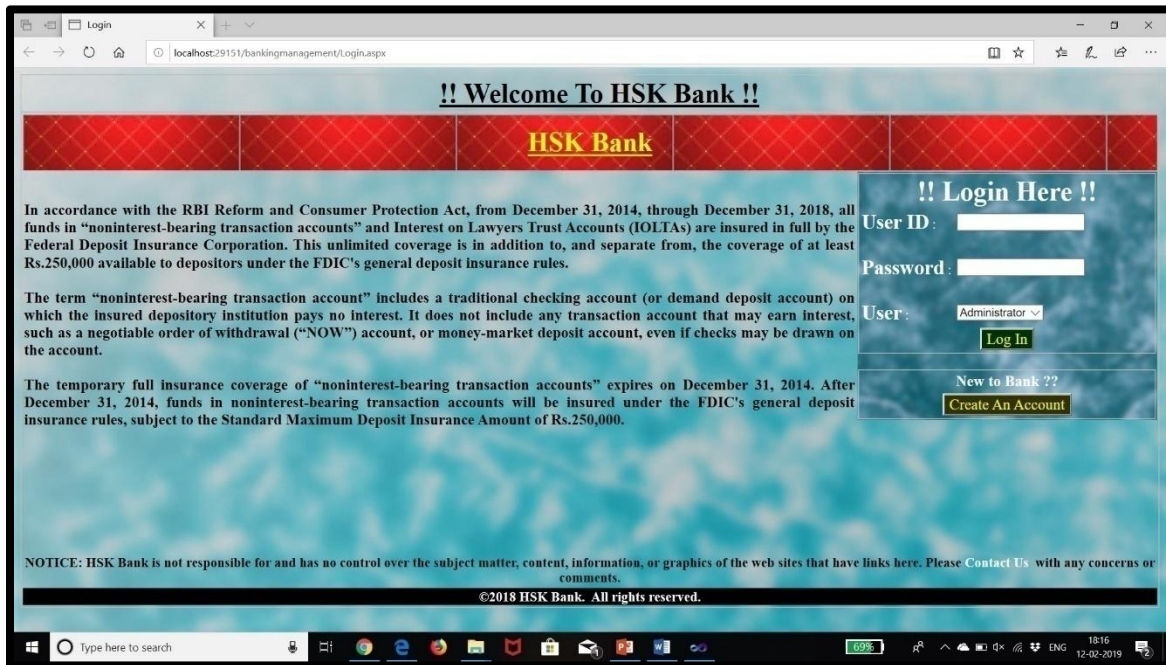 Login
localhost:29151/bankingmanagement/Login.aspx
!! Welcome To HSK Bank !!
HSK Bank
In accordance with the RBI Reform and Consumer Protection Act, from December 31, 2014, through December 31, 2018, all
funds in “noninterest-bearing transaction accounts” and Interest on Lawyers Trust Accounts (IOLTAs) are insured in full by the
Federal Deposit Insurance Corporation. This unlimited coverage is in addition to, and separate from, the coverage of at least
Rs.250,000 available to depositors under the FDIC's general deposit insurance rules.
The term “noninterest-bearing transaction account” includes a traditional checking account (or demand deposit account) on
which the insured depository institution pays no interest. It does not include any transaction account that may earn interest,
such as a negotiable order of withdrawal (“NOW”) account, or money-market deposit account, even if checks may be drawn on
the account.
The temporary full insurance coverage of “noninterest-bearing transaction accounts” expires on December 31, 2014. After
December 31, 2014, funds in noninterest-bearing transaction accounts will be insured under the FDIC's general deposit
insurance rules, subject to the Standard Maximum Deposit Insurance Amount of Rs.250,000.
!! Login Here !!
User ID :
Password :
User :
Administrator
Log In
New to Bank ??
Create An Account
NOTICE: HSK Bank is not responsible for and has no control over the subject matter, content, information, or graphics of the web sites that have links here. Please Contact Us with any concerns or
comments.
©2018 HSK Bank. All rights reserved.
Type here to search
69%
ENG
18:16
12-02-2019
2